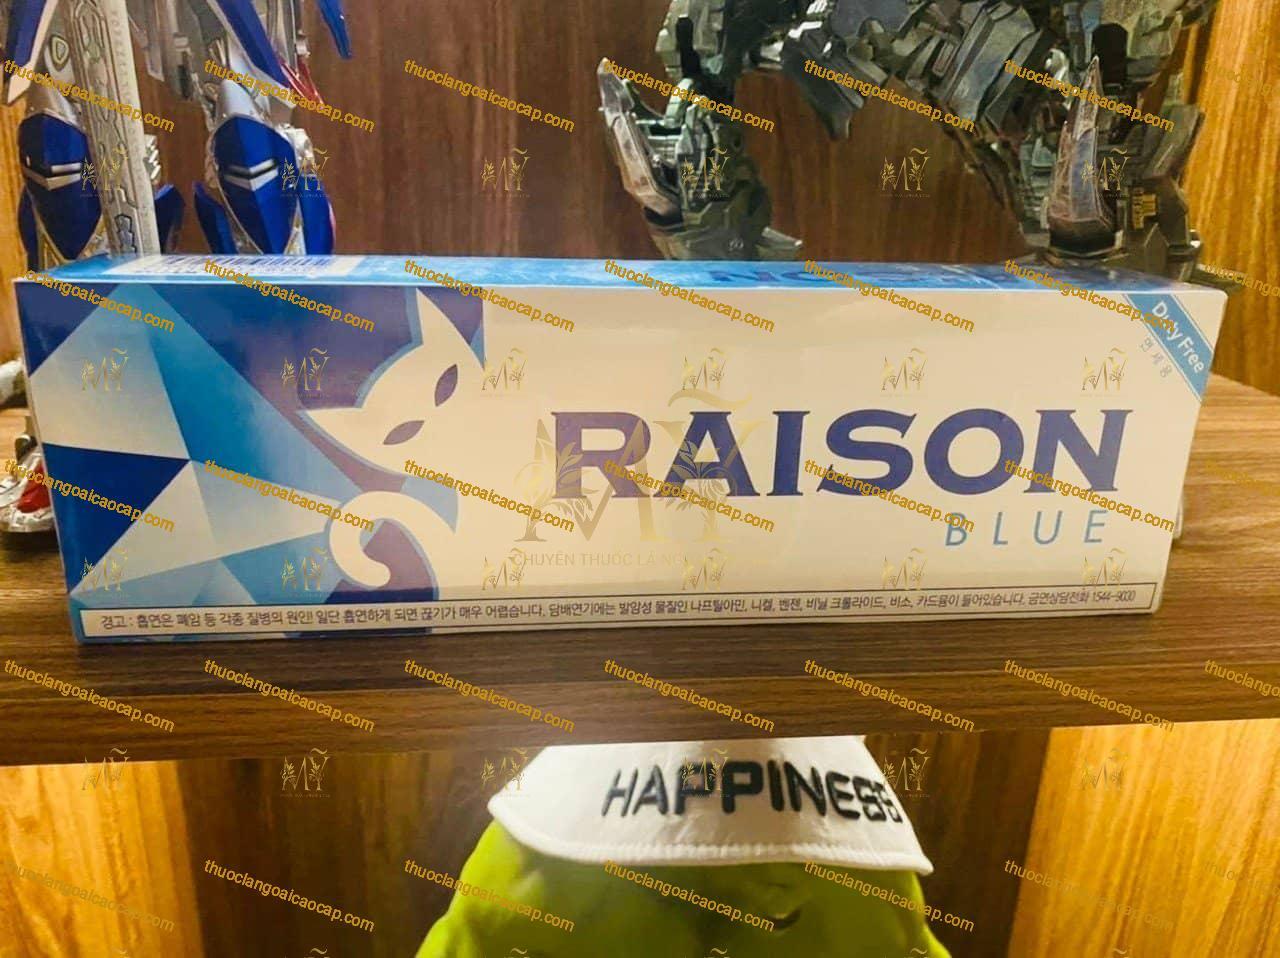 Duty Free
면세용
RAISON
BLUE
경고 : 흡연은 폐암 등 각종 질병의 원인! 일단 흡연하게 되면 끊기가 매우 어렵습니다. 담배연기에는 발암성 물질인 나프틸아민, 니켈, 벤젠, 비닐 크롤라이드, 비소, 카드뮴이 들어있습니다. 금연상담전화 1544-9030
HAPPINESS
MỸ
CHUYÊN THUỐC LÁ
thuoclangoaicaocap.com